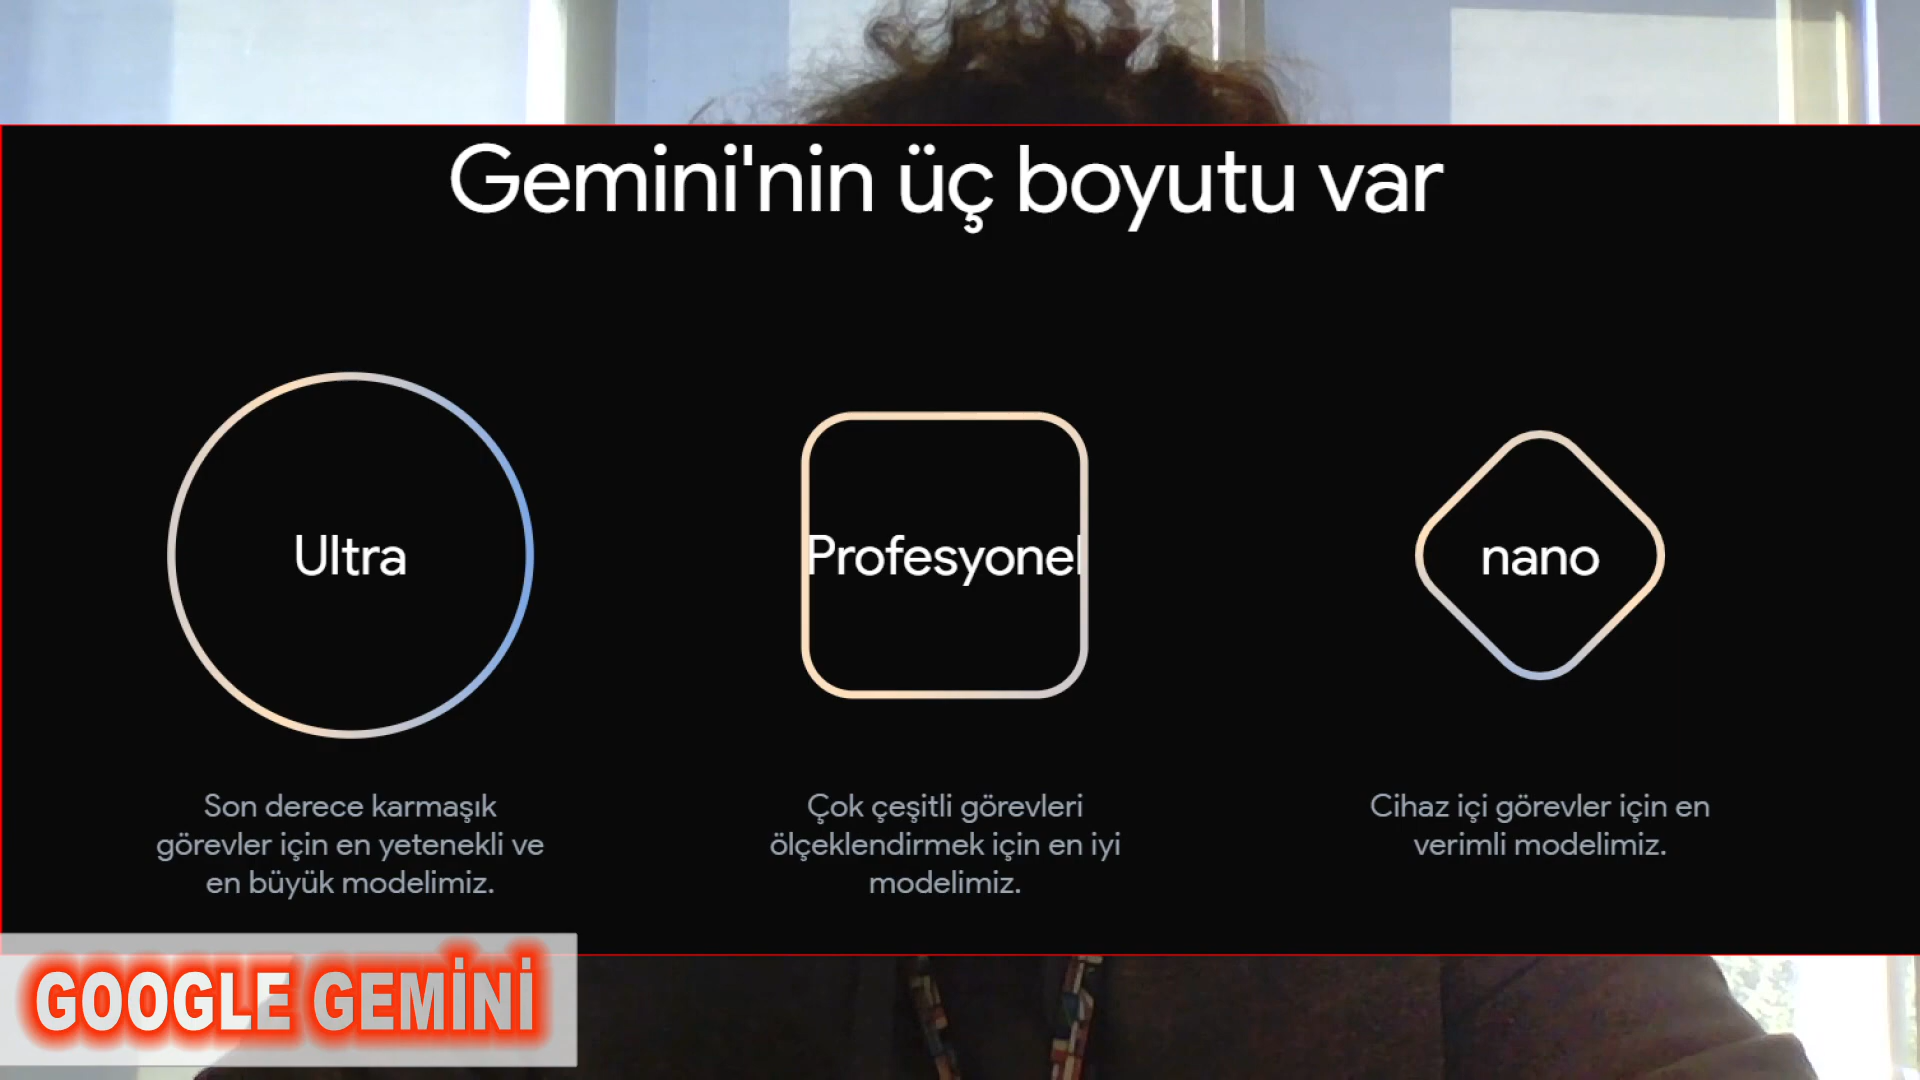 Gemini'nin üç boyutu var
Ultra
Profesyonel
nano
Son derece karmaşık
görevler için en yetenekli ve
en büyük modelimiz.
Çok çeşitli görevleri
ölçeklendirmek için en iyi
modelimiz.
Cihaz içi görevler için en
verimli modelimiz.
GOOGLE GEMİNİ